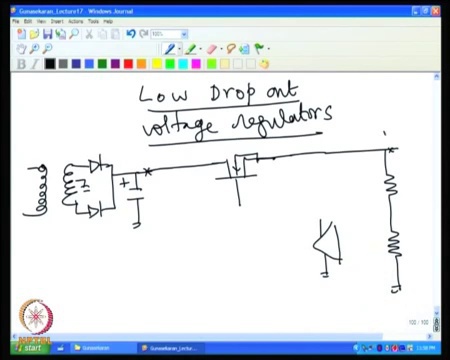 Gunasekaran_Lecture17 - Windows Journal
File Edit View Insert Actions Tools Help
100%
B I
Low Drop out
voltage regulators
+
100 / 100
NPTEL
start
Gunasekaran
Gunasekaran_Lectur...